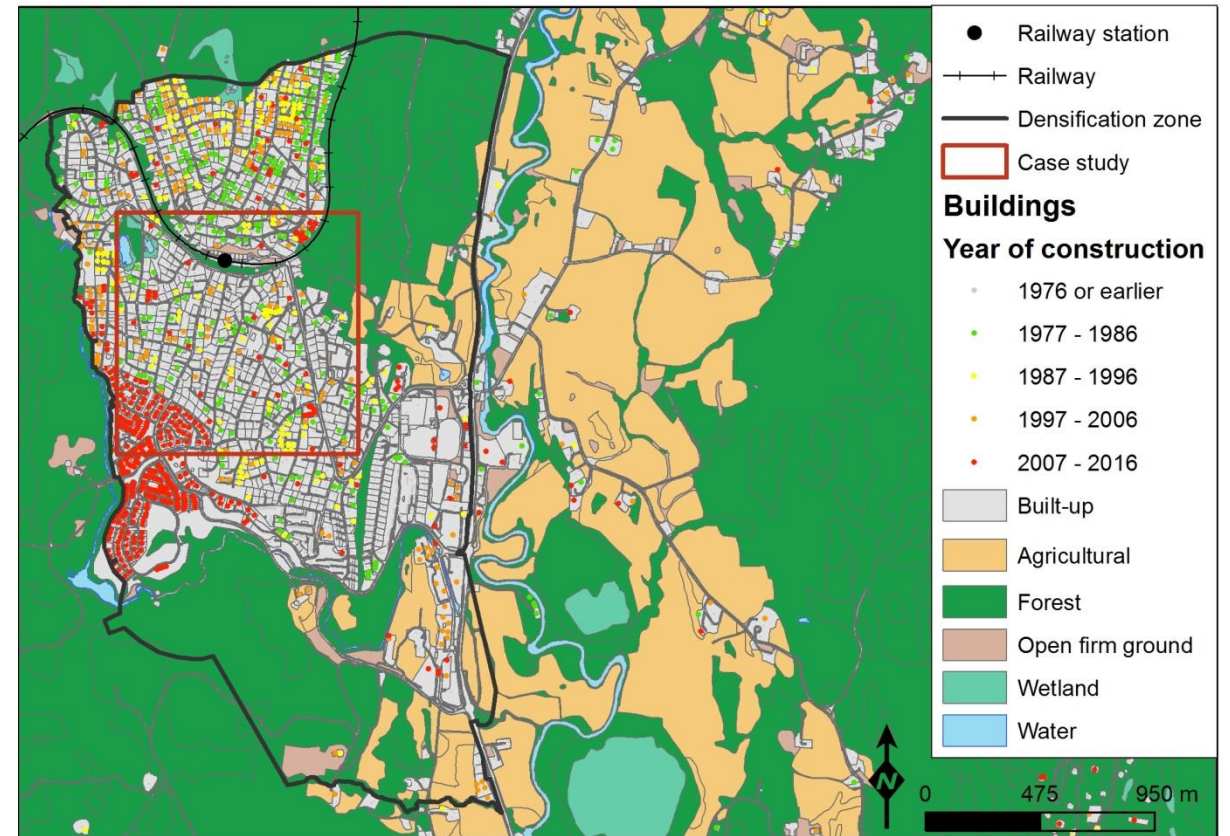 Railway station
Railway
Densification zone
Case study
Buildings
Year of construction
1976 or earlier
1977 - 1986
1987 - 1996
1997 - 2006
2007 - 2016
Built-up
Agricultural
Forest
Open firm ground
Wetland
Water
N
0 475 950 m